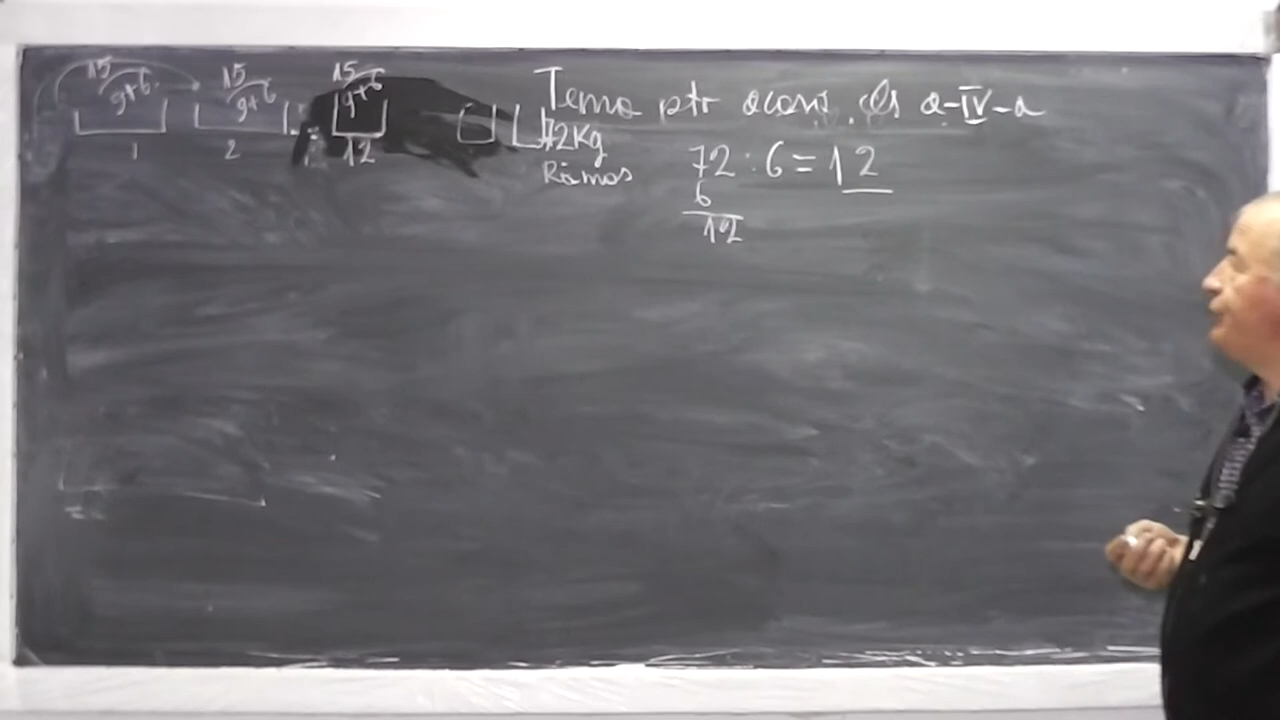 15 15 15
9+6 9+6 9+6
1 2 12
Tema ptr acasă cls a-IV-a
72Kg
Rămas
72:6=12
6
12